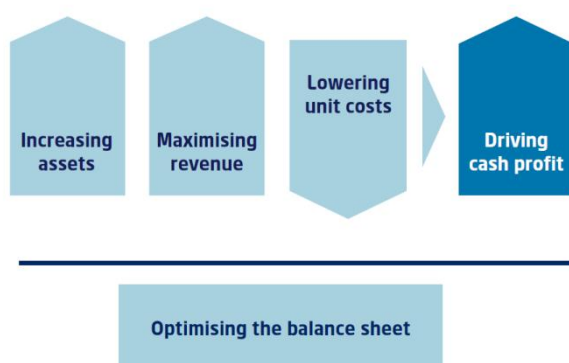 Increasing
assets
Maximising
revenue
Lowering
unit costs
Driving
cash profit
Optimising the balance sheet